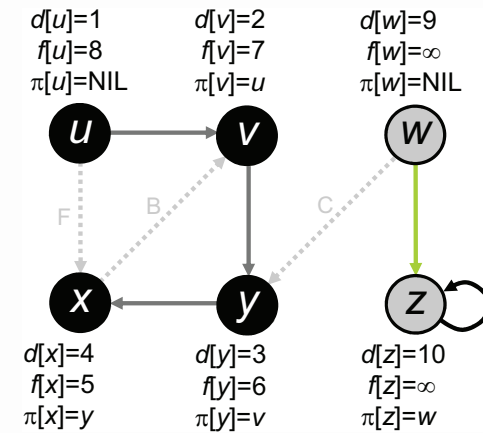 d[u]=1 d[v]=2 d[w]=9
f[u]=8 f[v]=7 f[w]=∞
π[u]=NIL π[v]=u π[w]=NIL
u v w
F B C
x y z
d[x]=4 d[y]=3 d[z]=10
f[x]=5 f[y]=6 f[z]=∞
π[x]=y π[y]=v π[z]=w